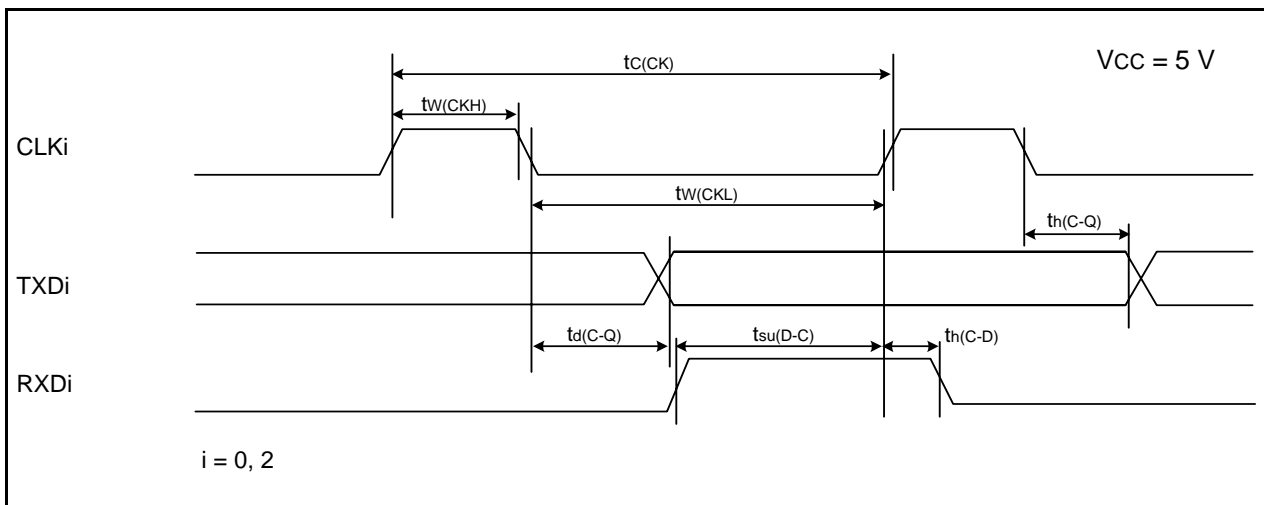 VCC = 5 V
tC(CK)
tW(CKH)
CLKi
tW(CKL)
th(C-Q)
TXDi
td(C-Q)
tsu(D-C)
th(C-D)
RXDi
i = 0, 2